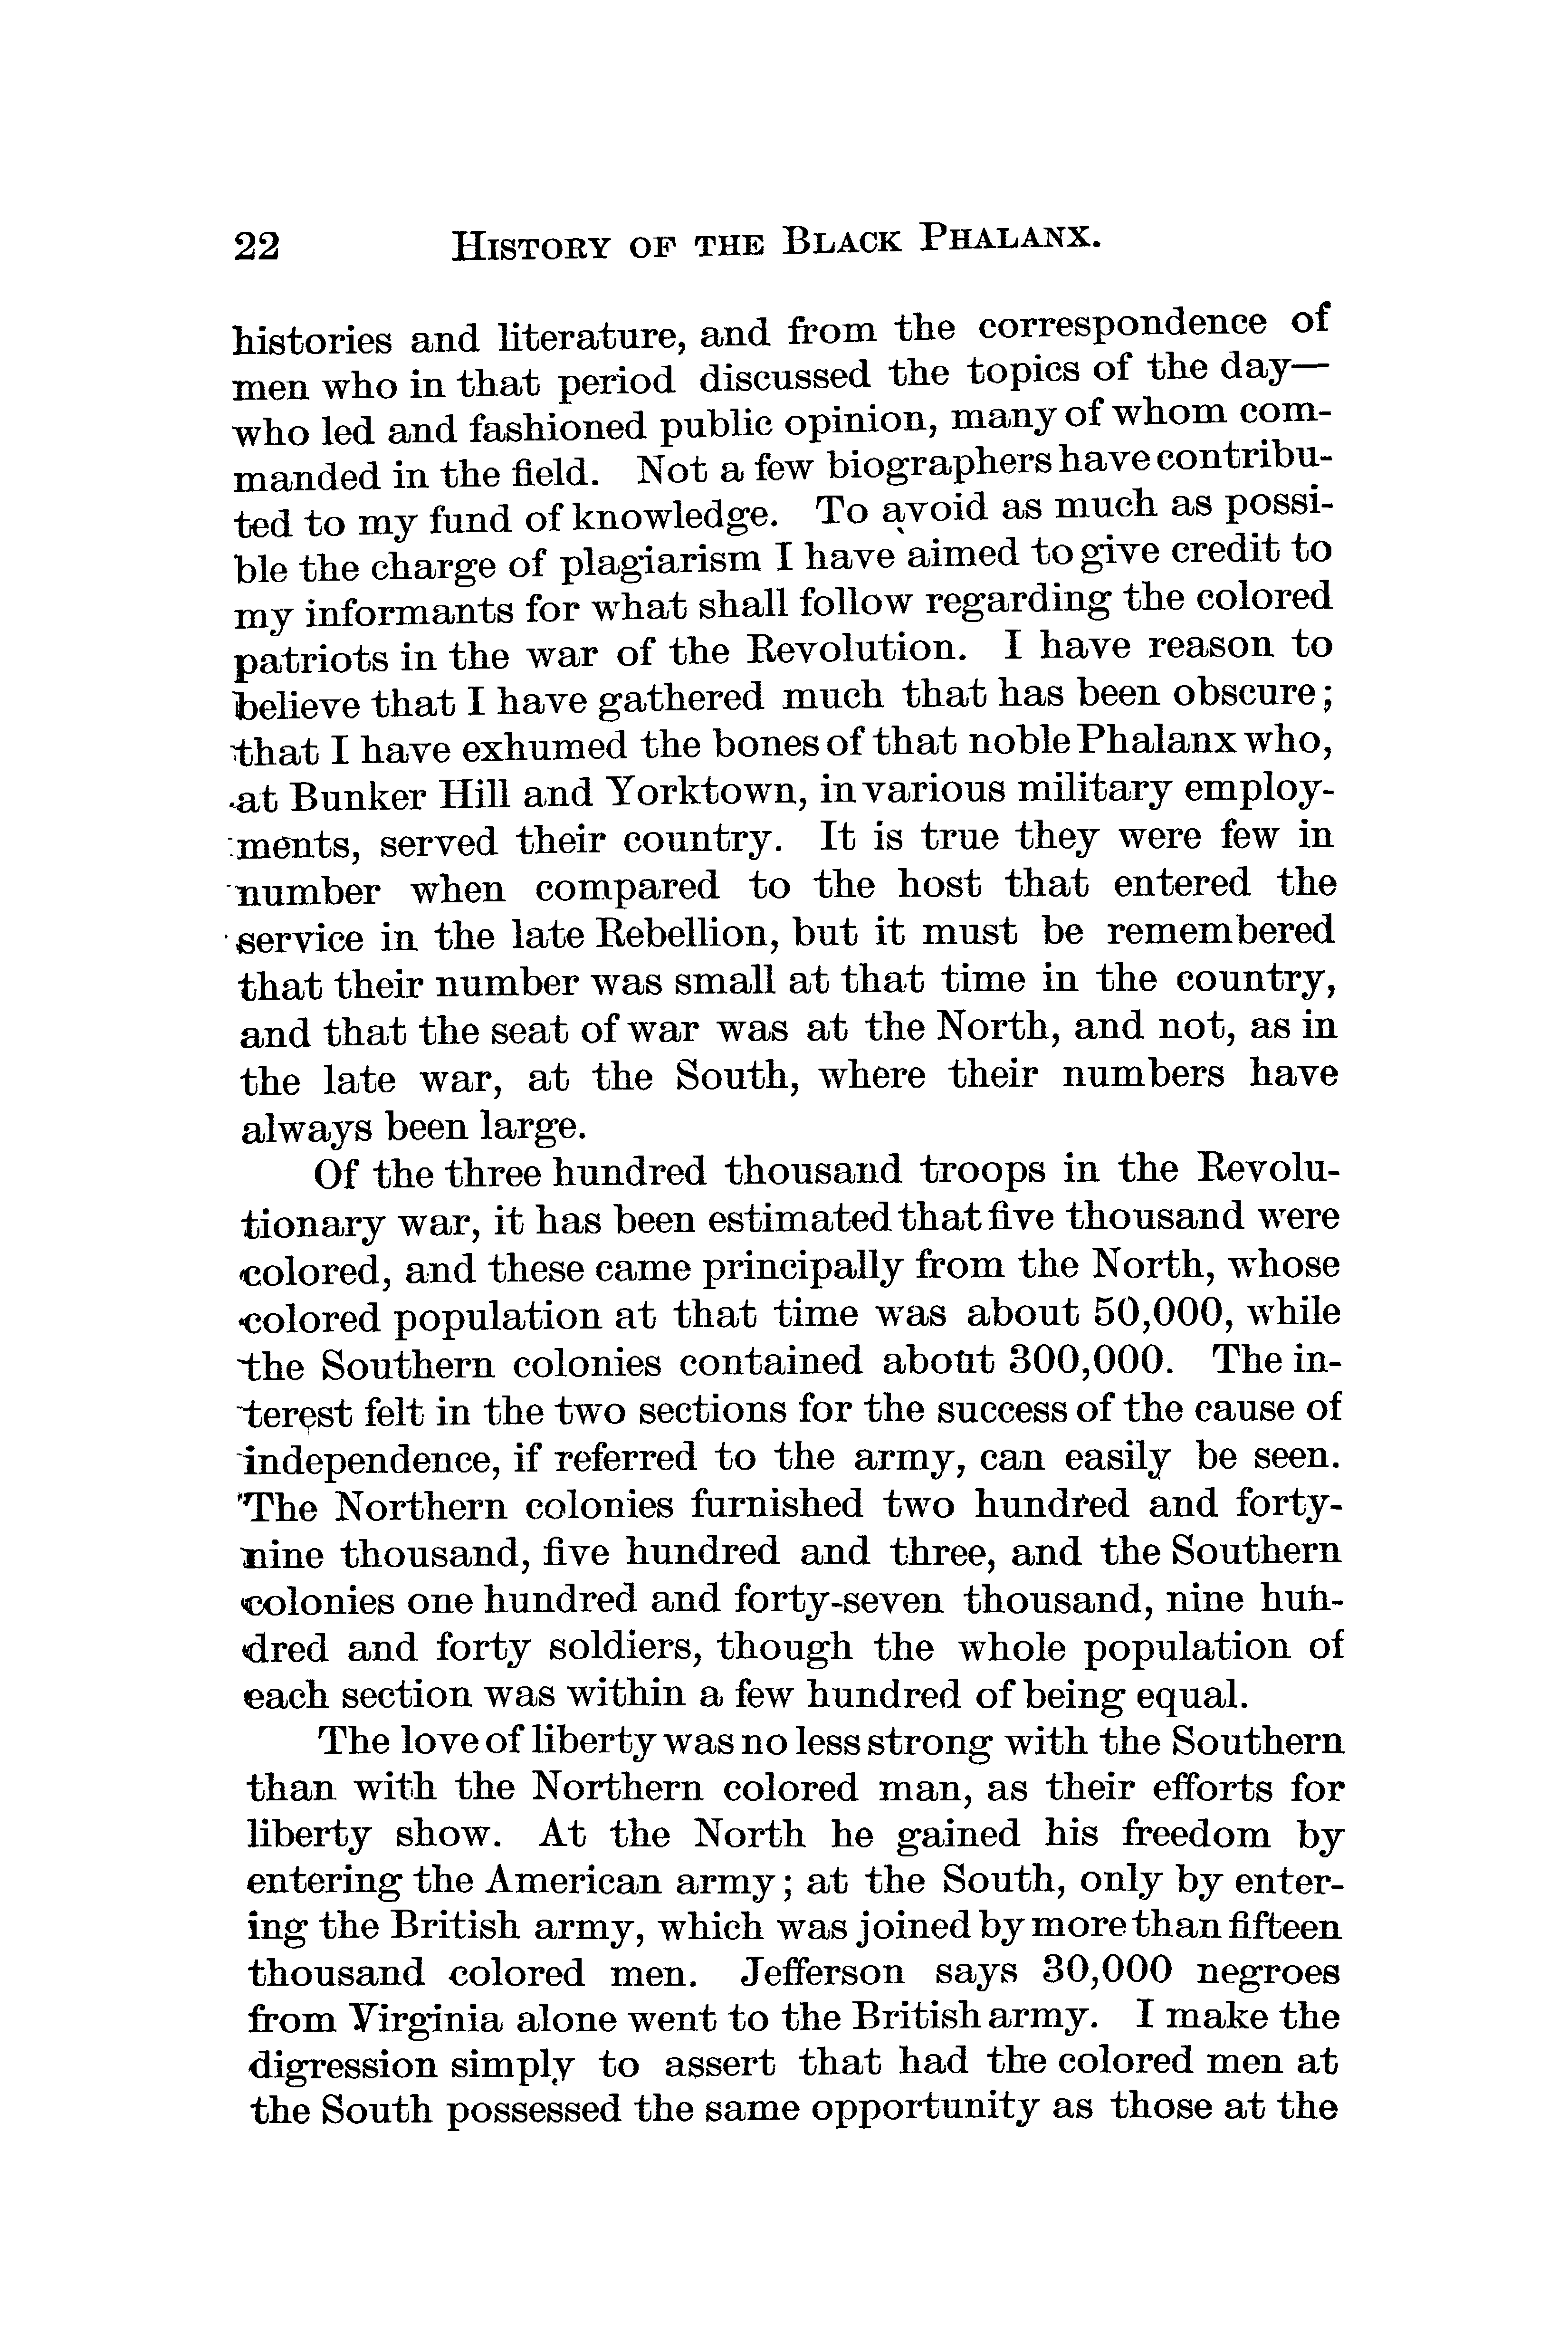 22 History of the Black Phalanx.
histories and literature, and from the correspondence of
men who in that period discussed the topics of the day—
who led and fashioned public opinion, many of whom com-
manded in the field. Not a few biographers have contribu-
ted to my fund of knowledge. To avoid as much as possi-
ble the charge of plagiarism I have aimed to give credit to
my informants for what shall follow regarding the colored
patriots in the war of the Revolution. I have reason to
believe that I have gathered much that has been obscure;
that I have exhumed the bones of that noble Phalanx who,
at Bunker Hill and Yorktown, in various military employ-
ments, served their country. It is true they were few in
number when compared to the host that entered the
service in the late Rebellion, but it must be remembered
that their number was small at that time in the country,
and that the seat of war was at the North, and not, as in
the late war, at the South, where their numbers have
always been large.
Of the three hundred thousand troops in the Revolu-
tionary war, it has been estimated that five thousand were
colored, and these came principally from the North, whose
colored population at that time was about 50,000, while
the Southern colonies contained about 300,000. The in-
terest felt in the two sections for the success of the cause of
independence, if referred to the army, can easily be seen.
The Northern colonies furnished two hundred and forty-
nine thousand, five hundred and three, and the Southern
colonies one hundred and forty-seven thousand, nine hun-
dred and forty soldiers, though the whole population of
each section was within a few hundred of being equal.
The love of liberty was no less strong with the Southern
than with the Northern colored man, as their efforts for
liberty show. At the North he gained his freedom by
entering the American army; at the South, only by enter-
ing the British army, which was joined by more than fifteen
thousand colored men. Jefferson says 30,000 negroes
from Virginia alone went to the British army. I make the
digression simply to assert that had the colored men at
the South possessed the same opportunity as those at the